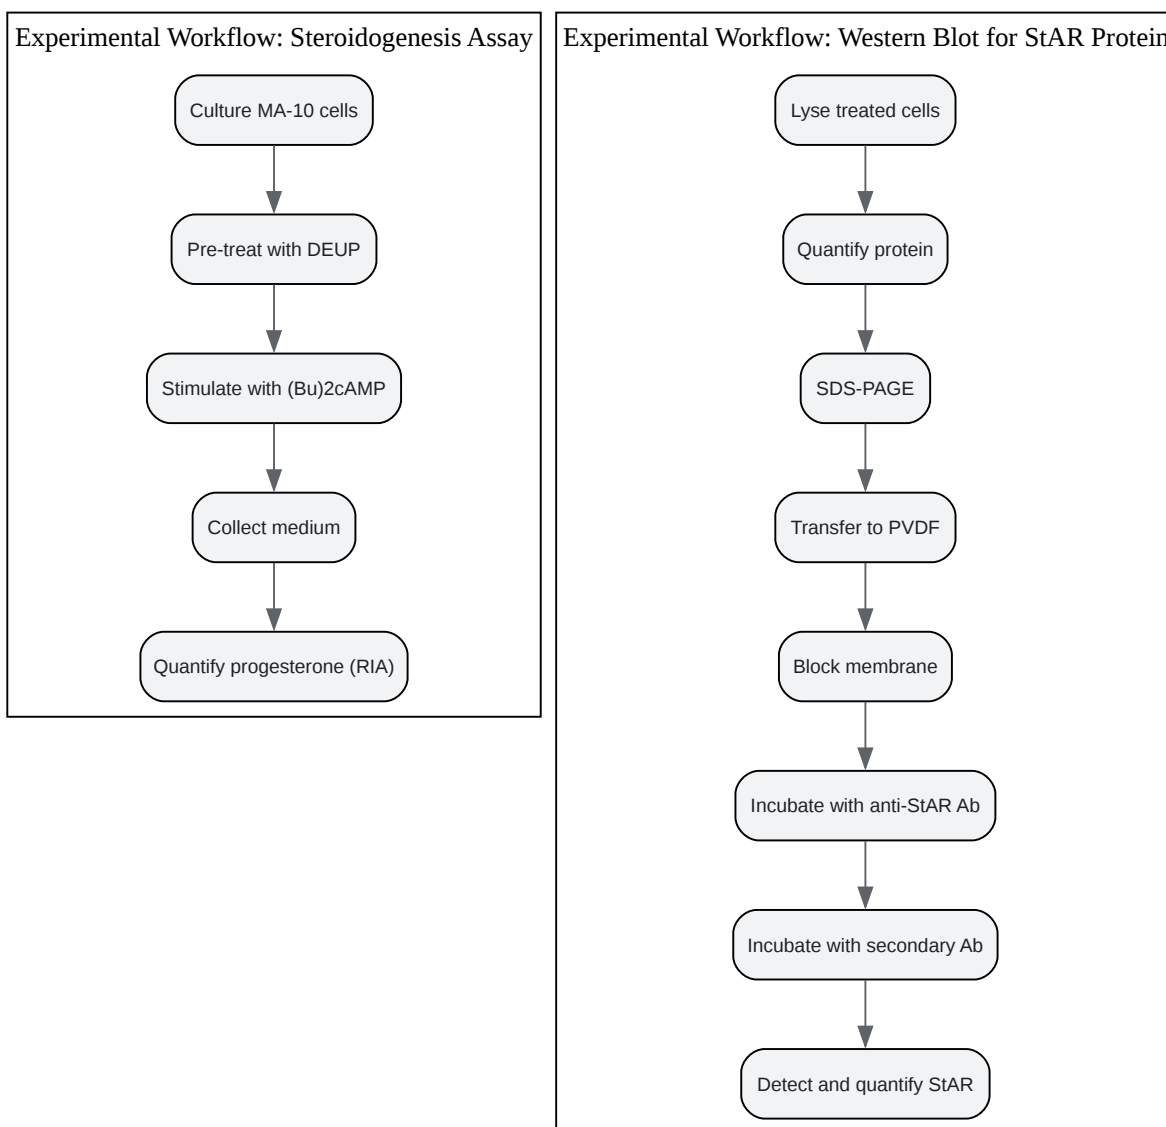 Experimental Workflow: Steroidogenesis Assay
Culture MA-10 cells
Pre-treat with DEUP
Stimulate with (Bu)2cAMP
Collect medium
Quantify progesterone (RIA)
Experimental Workflow: Western Blot for StAR Protein
Lyse treated cells
Quantify protein
SDS-PAGE
Transfer to PVDF
Block membrane
Incubate with anti-StAR Ab
Incubate with secondary Ab
Detect and quantify StAR